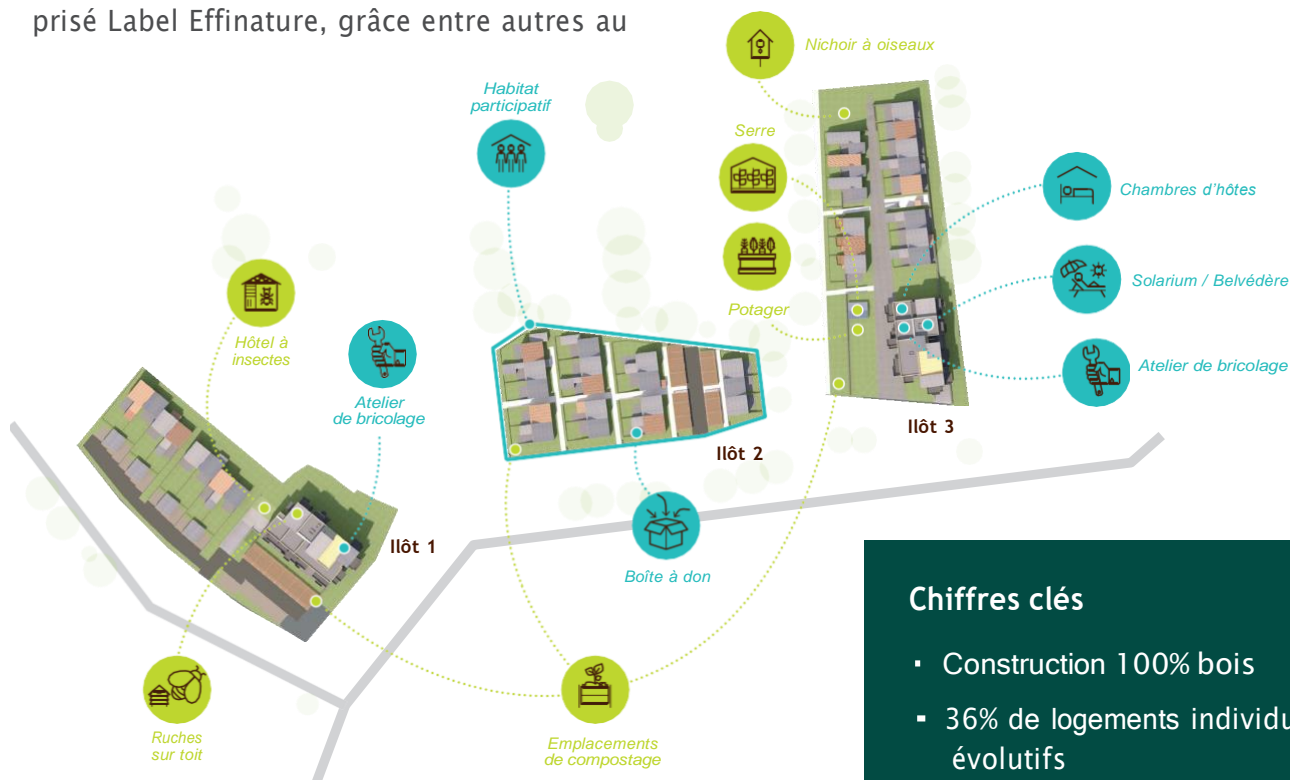 prisé Label Effinature, grâce entre autres au
Nichoir à oiseaux
Habitat
participatif
Serre
Chambres d'hôtes
Potager
Solarium / Belvédère
Hôtel à
insectes
Atelier
de bricolage
Atelier de bricolage
Ilôt 3
Ilôt 2
Ilôt 1
Boîte à don
Ruches
sur toit
Emplacements
de compostage
Chiffres clés
▪ Construction 100% bois
▪ 36% de logements individu
évolutifs